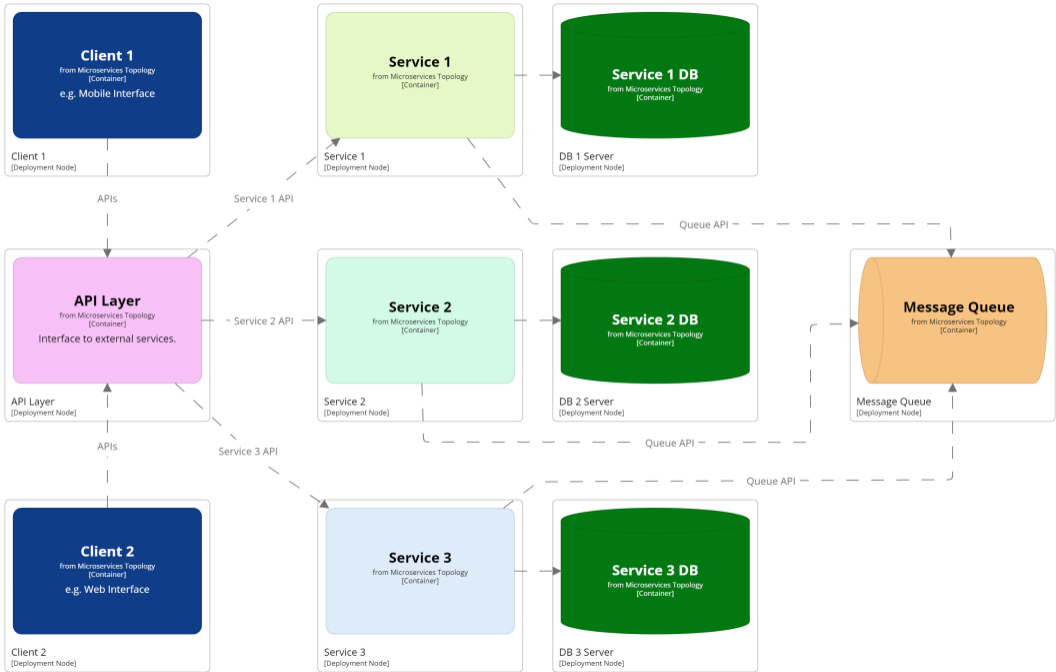 Client 1
from Microservices Topology
[Container]
e.g. Mobile Interface
Client 1
[Deployment Node]
Service 1
from Microservices Topology
[Container]
Service 1
[Deployment Node]
Service 1 DB
from Microservices Topology
[Container]
DB 1 Server
[Deployment Node]
APIs
Service 1 API
Queue API
API Layer
from Microservices Topology
[Container]
Interface to external services.
API Layer
[Deployment Node]
Service 2 API
Service 2
from Microservices Topology
[Container]
Service 2
[Deployment Node]
Service 2 DB
from Microservices Topology
[Container]
DB 2 Server
[Deployment Node]
Message Queue
from Microservices Topology
[Container]
Message Queue
[Deployment Node]
APIs
Service 3 API
Queue API
Queue API
Client 2
from Microservices Topology
[Container]
e.g. Web Interface
Client 2
[Deployment Node]
Service 3
from Microservices Topology
[Container]
Service 3
[Deployment Node]
Service 3 DB
from Microservices Topology
[Container]
DB 3 Server
[Deployment Node]